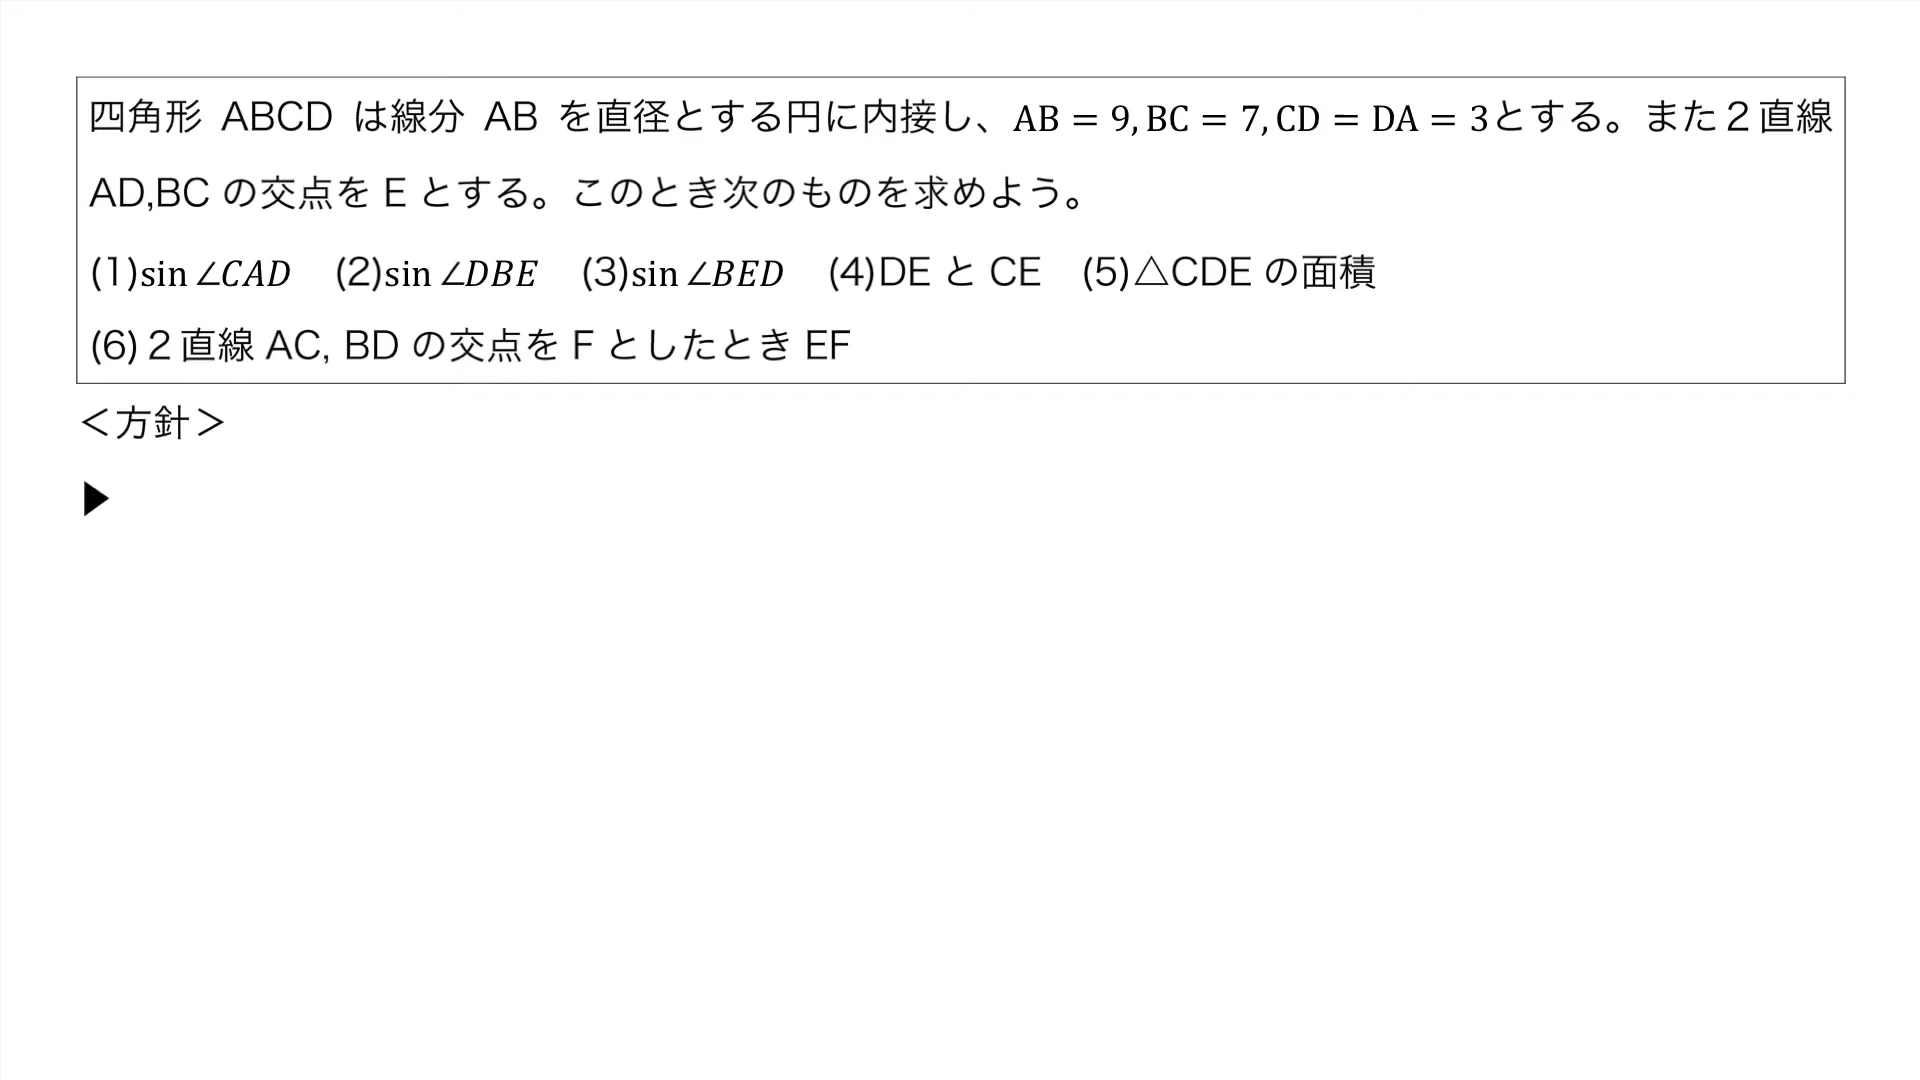 四角形 ABCD は線分 AB を直径とする円に内接し、AB = 9, BC = 7, CD = DA = 3とする。また２直線
AD,BC の交点を E とする。このとき次のものを求めよう。
(1)sin ∠CAD (2)sin ∠DBE (3)sin ∠BED (4)DE と CE (5)△CDE の面積
(6)２直線 AC, BD の交点を F としたとき EF
＜方針＞
▶